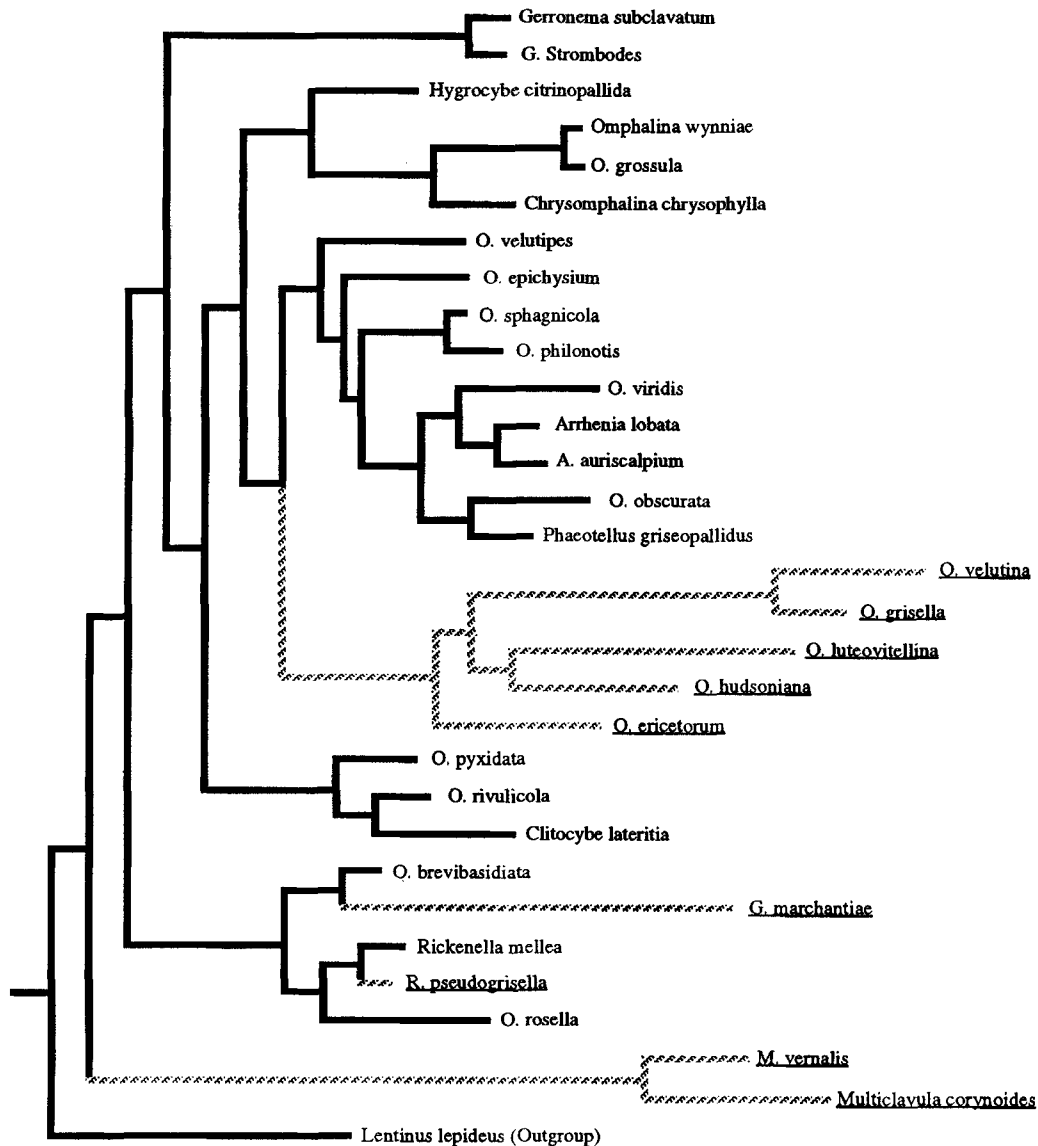 Gerronema subclavatum
G. Strombodes
Hygrocybe citrinopallida
Omphalina wynniae
O. grossula
Chrysomphalina chrysophylla
O. velutipes
O. epichysium
O. sphagnicola
O. philonotis
O. viridis
Arrhenia lobata
A. auriscalpium
O. obscurata
Phaeotellus griseopallidus
O. velutina
O. grisella
O. luteovitellina
O. hudsoniana
O. ericetorum
O. pyxidata
O. rivulicola
Clitocybe lateritia
O. brevibasidiata
G. marchantiae
Rickenella mellea
R. pseudogrisella
O. rosella
M. vernalis
Multiclavula corynoides
Lentinus lepideus (Outgroup)